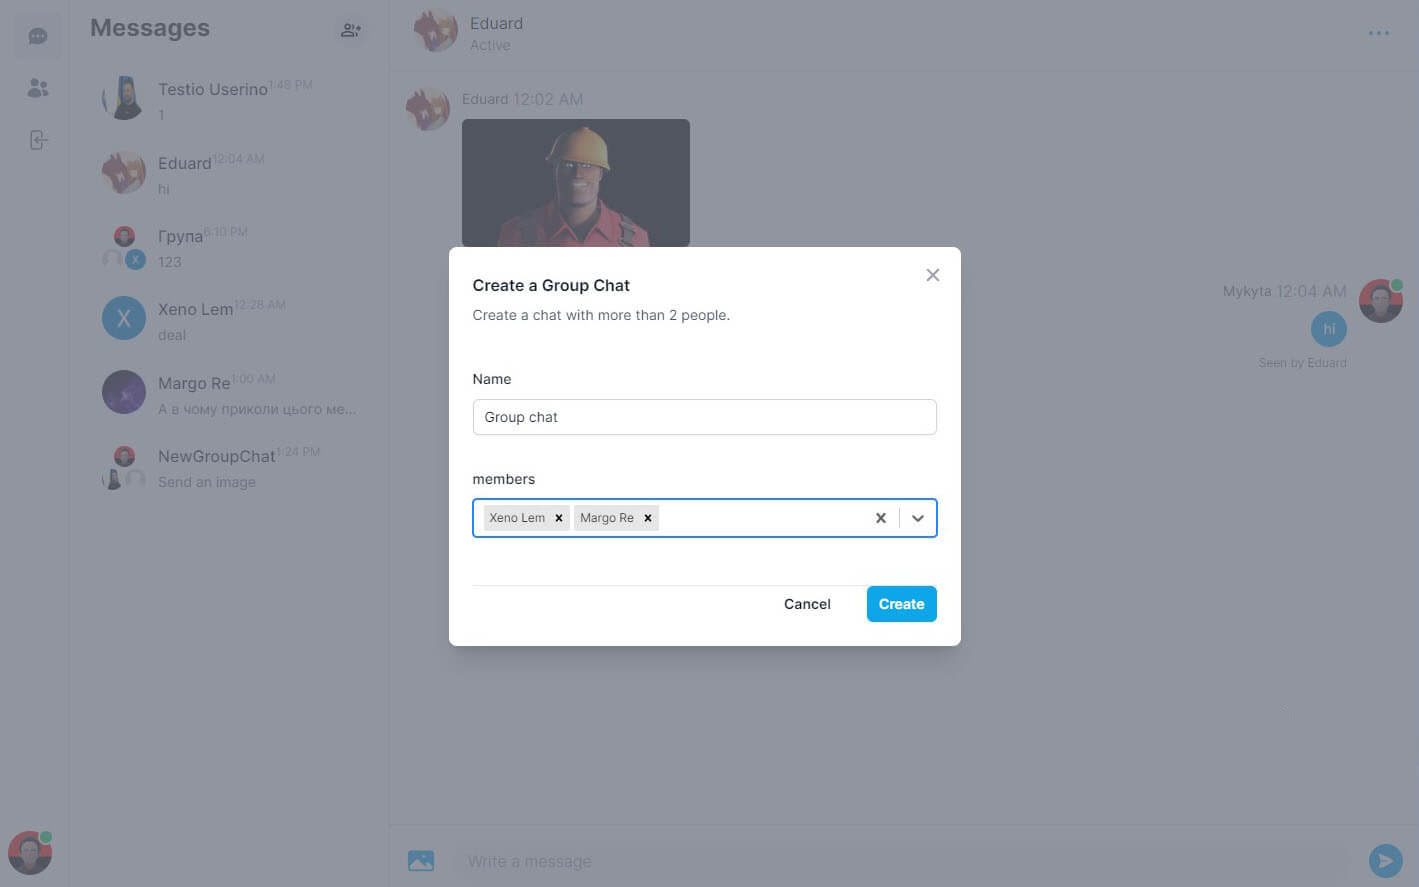 Messages
Testio Userino 1:48 PM
1
Eduard 12:04 AM
hi
Група 6:10 PM
X
123
X
Xeno Lem 12:28 AM
deal
Margo Re 1:00 AM
А в чому приколи цього ме...
NewGroupChat 1:24 PM
Send an image
Eduard
Active
Eduard 12:02 AM
Mykyta 12:04 AM
hi
Seen by Eduard
Create a Group Chat
Create a chat with more than 2 people.
Name
Group chat
members
Xeno Lem
Margo Re
Cancel
Create
Write a message